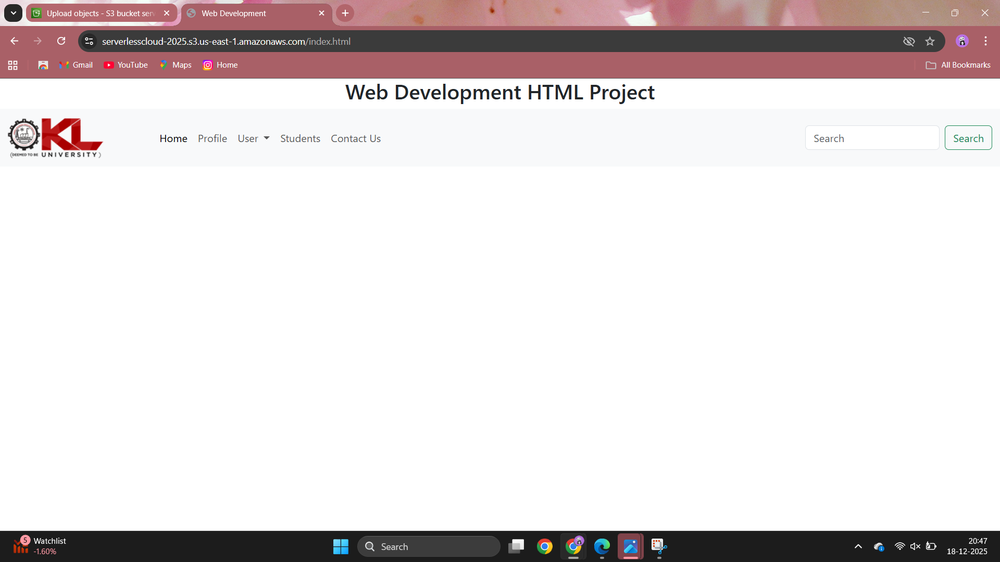 Upload objects - S3 bucket serv
Web Development
serverlesscloud-2025.s3.us-east-1.amazonaws.com/index.html
Gmail
YouTube
Maps
Home
All Bookmarks
Web Development HTML Project
KL
(DEEMED TO BE UNIVERSITY)
Home
Profile
User
Students
Contact Us
Search
Search
5
Watchlist
-1.60%
Search
20:47
18-12-2025